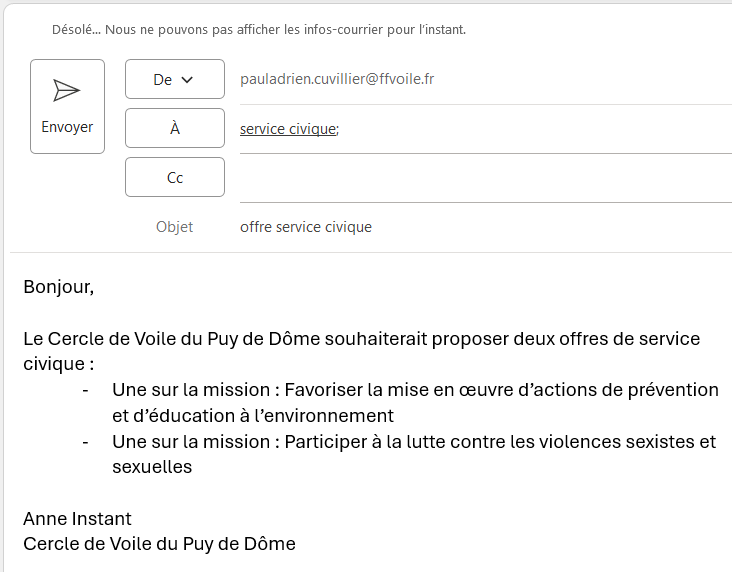 Désolé... Nous ne pouvons pas afficher les infos-courrier pour l'instant.
De
pauladrien.cuvillier@ffvoile.fr
Envoyer
À
service civique;
Cc
Objet
offre service civique
Bonjour,
Le Cercle de Voile du Puy de Dôme souhaiterait proposer deux offres de service
civique :
- Une sur la mission : Favoriser la mise en œuvre d’actions de prévention
et d’éducation à l’environnement
- Une sur la mission : Participer à la lutte contre les violences sexistes et
sexuelles
Anne Instant
Cercle de Voile du Puy de Dôme